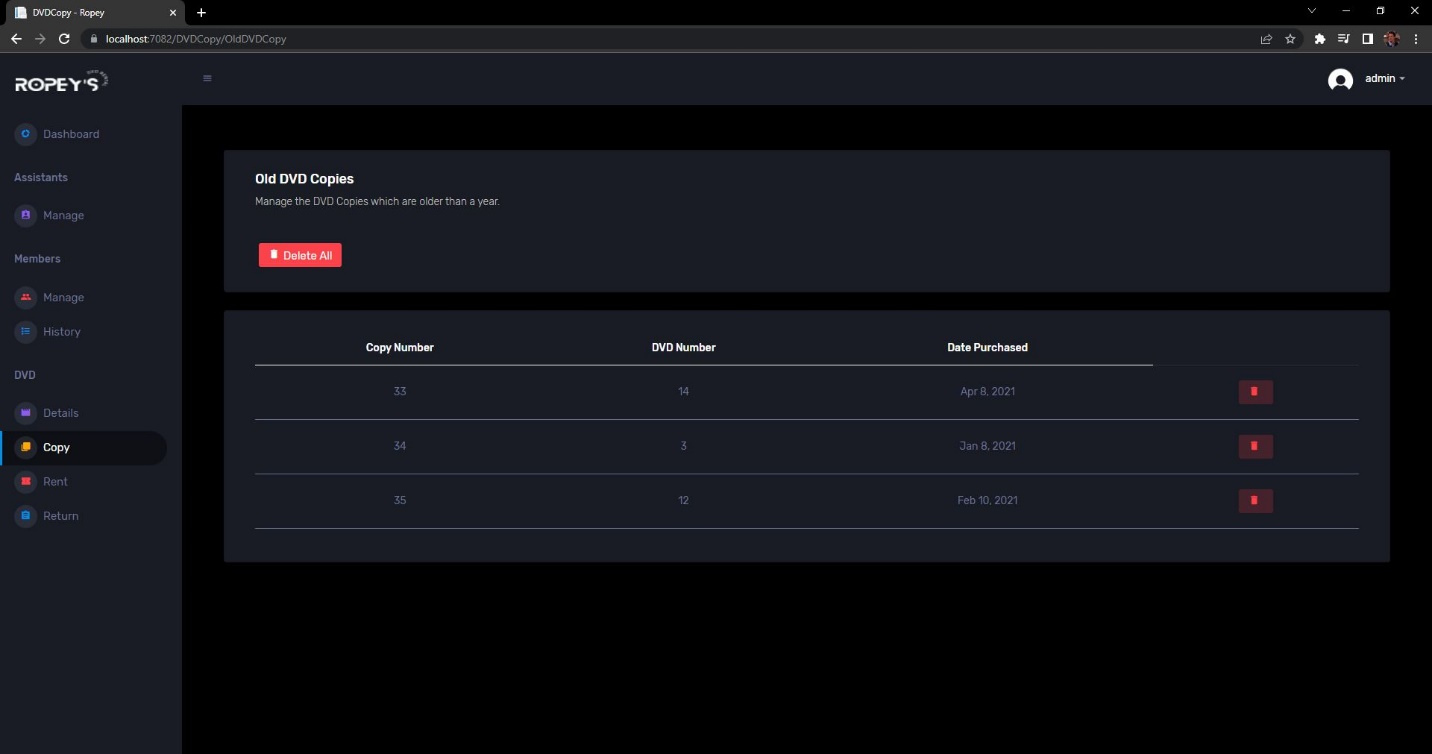 DVDCopy - Ropey
localhost:7082/DVDCopy/OldDVDCopy
ROPEY'S
admin
Dashboard
Assistants
Manage
Members
Manage
History
DVD
Details
Copy
Rent
Return
Old DVD Copies
Manage the DVD Copies which are older than a year.
Delete All
Copy Number DVD Number Date Purchased
33 14 Apr 8, 2021
34 3 Jan 8, 2021
35 12 Feb 10, 2021